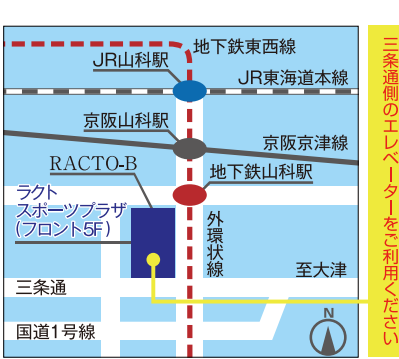 地下鉄東西線
JR山科駅
JR東海道本線
京阪山科駅
京阪京津線
RACTO-B
地下鉄山科駅
ラクト
スポーツプラザ
(フロント5F)
外環状線
至大津
三条通
国道1号線
N
三条通側のエレベーターをご利用ください